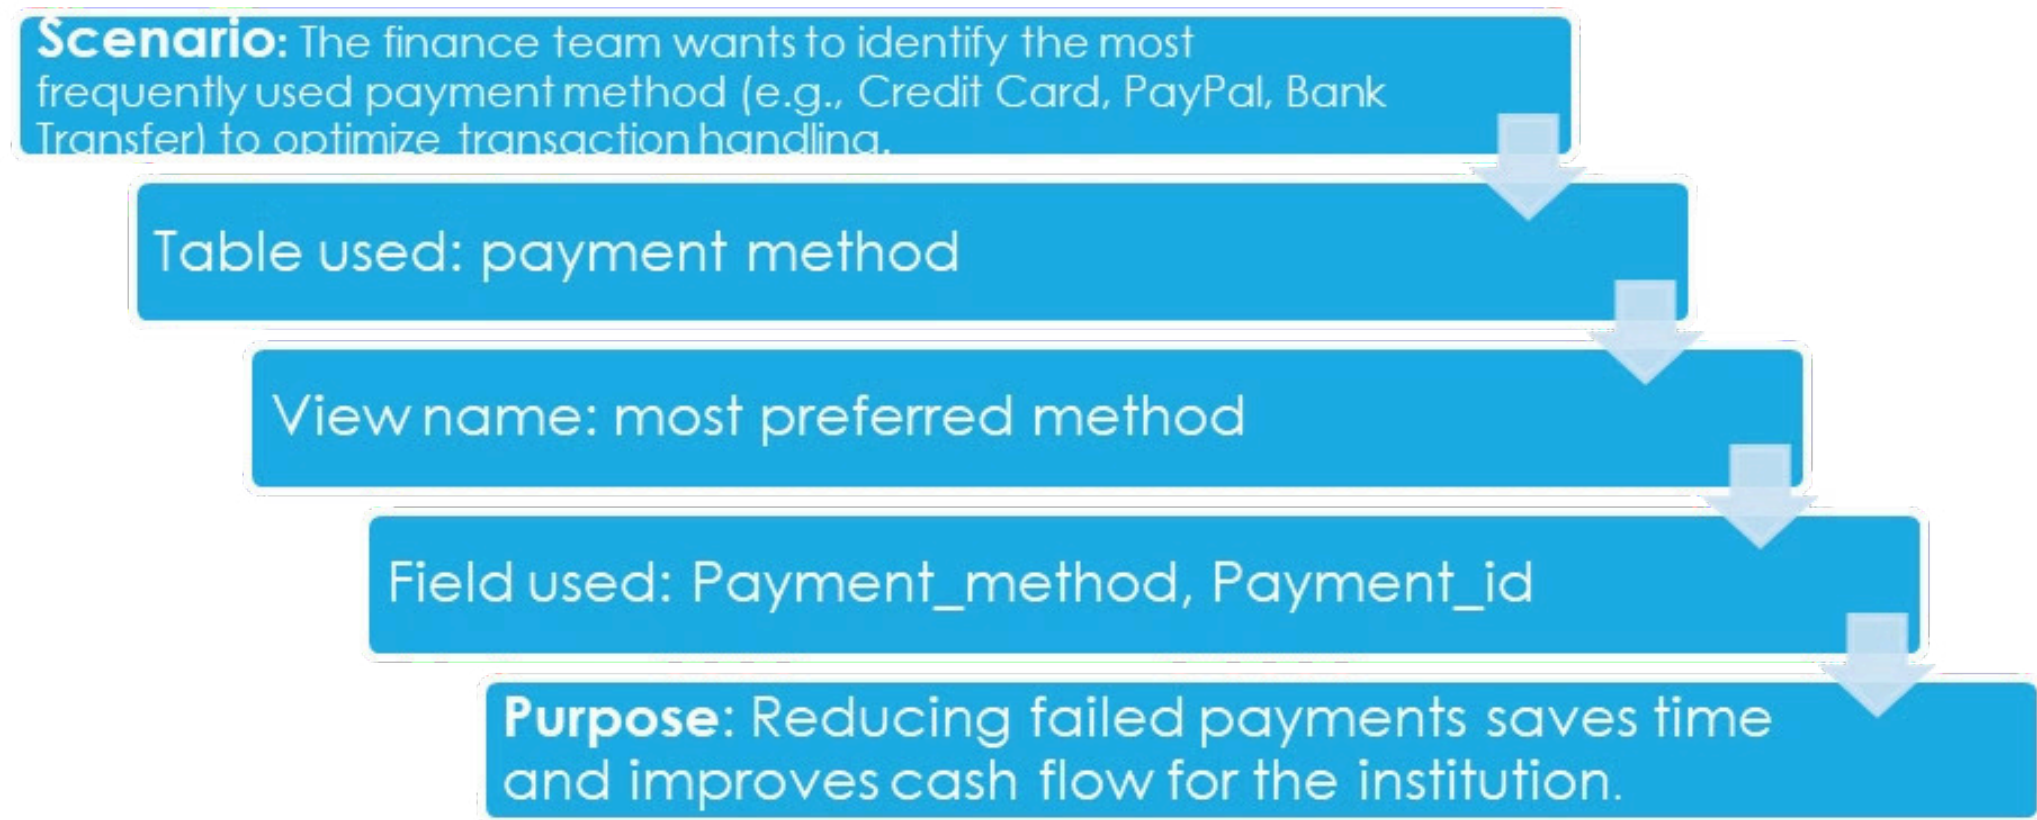 Scenario: The finance team wants to identify the most
frequently used payment method (e.g., Credit Card, PayPal, Bank
Transfer) to optimize transaction handling.
Table used: payment method
View name: most preferred method
Field used: Payment_method, Payment_id
Purpose: Reducing failed payments saves time
and improves cash flow for the institution.